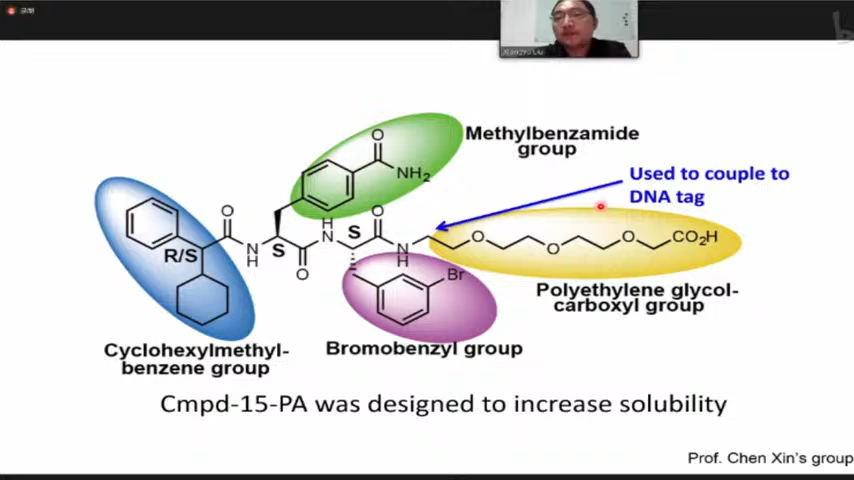 Methylbenzamide
group
Used to couple to
DNA tag
O
NH2
O
H
N
S
O
R/S
N
H
S
O
N
H
O
O
O
CO2H
Br
Polyethylene glycol-
carboxyl group
Cyclohexylmethyl-
benzene group
Bromobenzyl group
Cmpd-15-PA was designed to increase solubility
Prof. Chen Xin's group